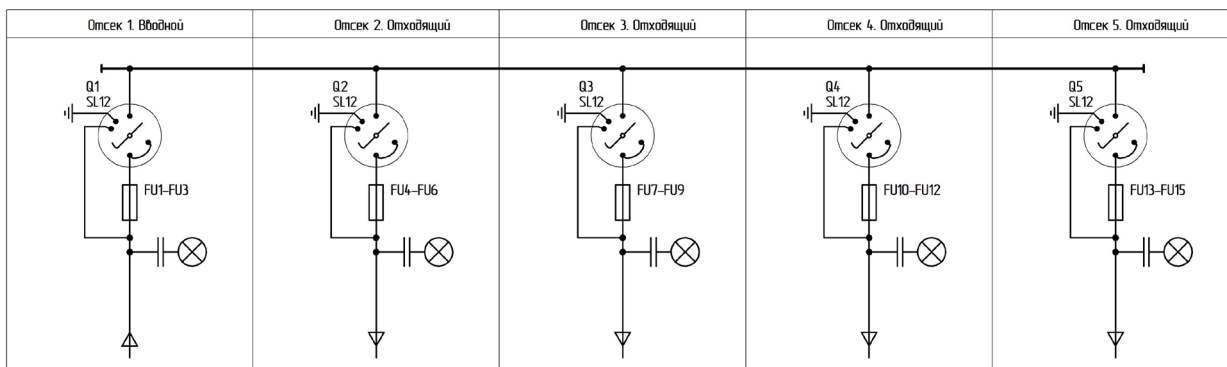 Отсек 1. Вводной
Отсек 2. Отходящий
Отсек 3. Отходящий
Отсек 4. Отходящий
Отсек 5. Отходящий
Q1
SL12
FU1-FU3
Q2
SL12
FU4-FU6
Q3
SL12
FU7-FU9
Q4
SL12
FU10-FU12
Q5
SL12
FU13-FU15